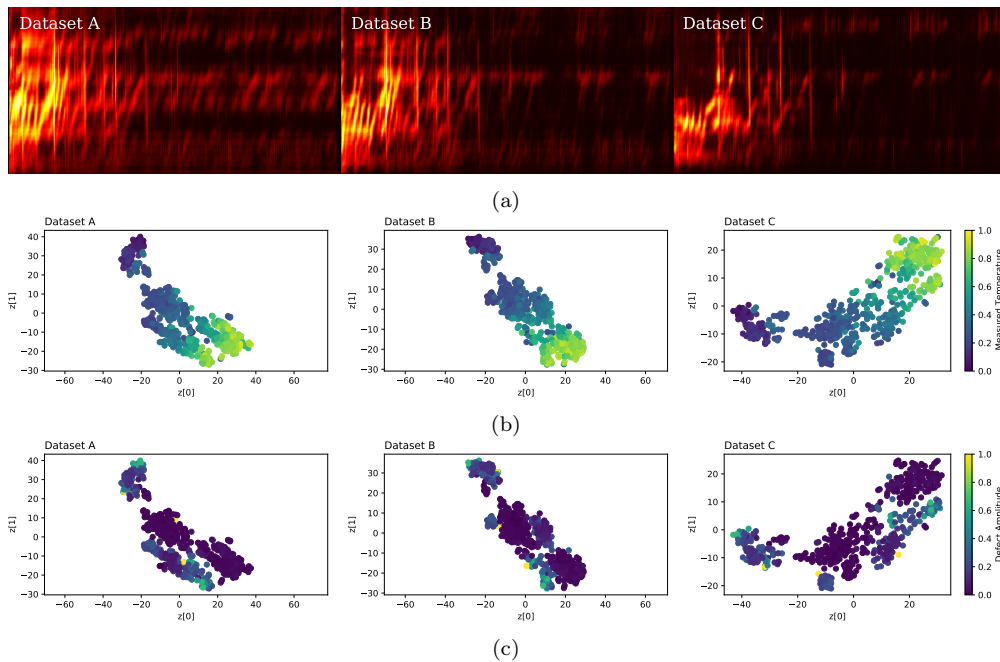 Dataset A Dataset B Dataset C
(a)
Dataset A Dataset B Dataset C
40 30 20 10 0 −10 −20 −30
z[1]
−60 −40 −20 0 20 40 60
z[0]
30 20 10 0 −10 −20 −30
z[1]
−60 −40 −20 0 20 40 60
z[0]
20 10 0 −10 −20
z[1]
−40 −20 0 20
z[0]
1.0 0.8 0.6 0.4 0.2 0.0
Measured Temperature
(b)
Dataset A Dataset B Dataset C
40 30 20 10 0 −10 −20 −30
z[1]
−60 −40 −20 0 20 40 60
z[0]
30 20 10 0 −10 −20 −30
z[1]
−60 −40 −20 0 20 40 60
z[0]
20 10 0 −10 −20
z[1]
−40 −20 0 20
z[0]
1.0 0.8 0.6 0.4 0.2 0.0
Defect Amplitude
(c)